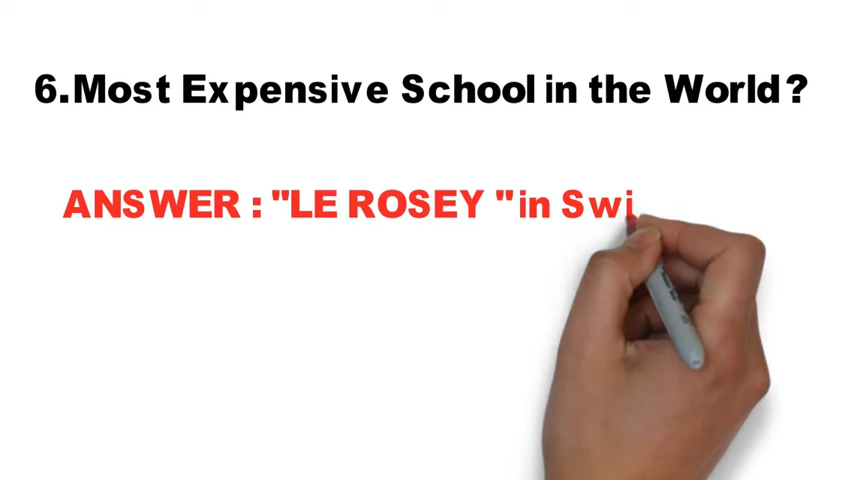 6.Most Expensive School in the World?
ANSWER : "LE ROSEY "in Swi